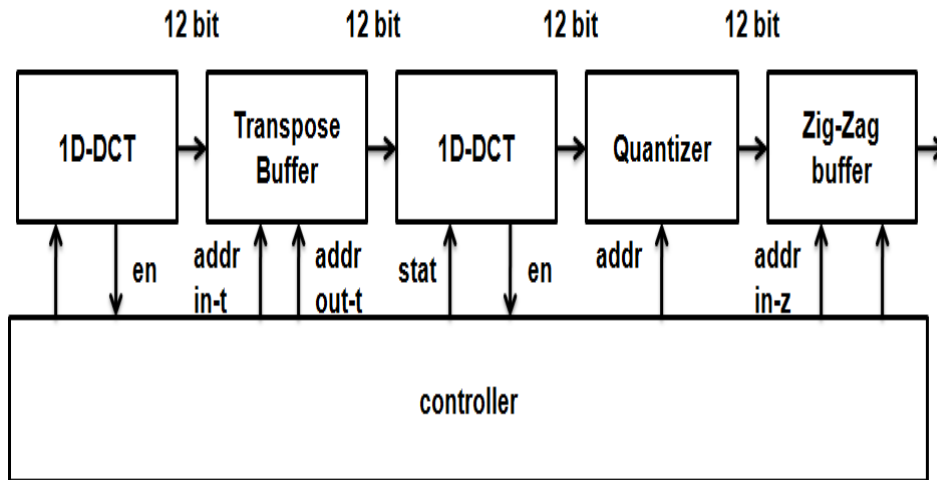 12 bit 12 bit 12 bit 12 bit
1D-DCT
Transpose
Buffer
1D-DCT
Quantizer
Zig-Zag
buffer
en
addr
in-t
addr
out-t
stat
en
addr
addr
in-z
controller